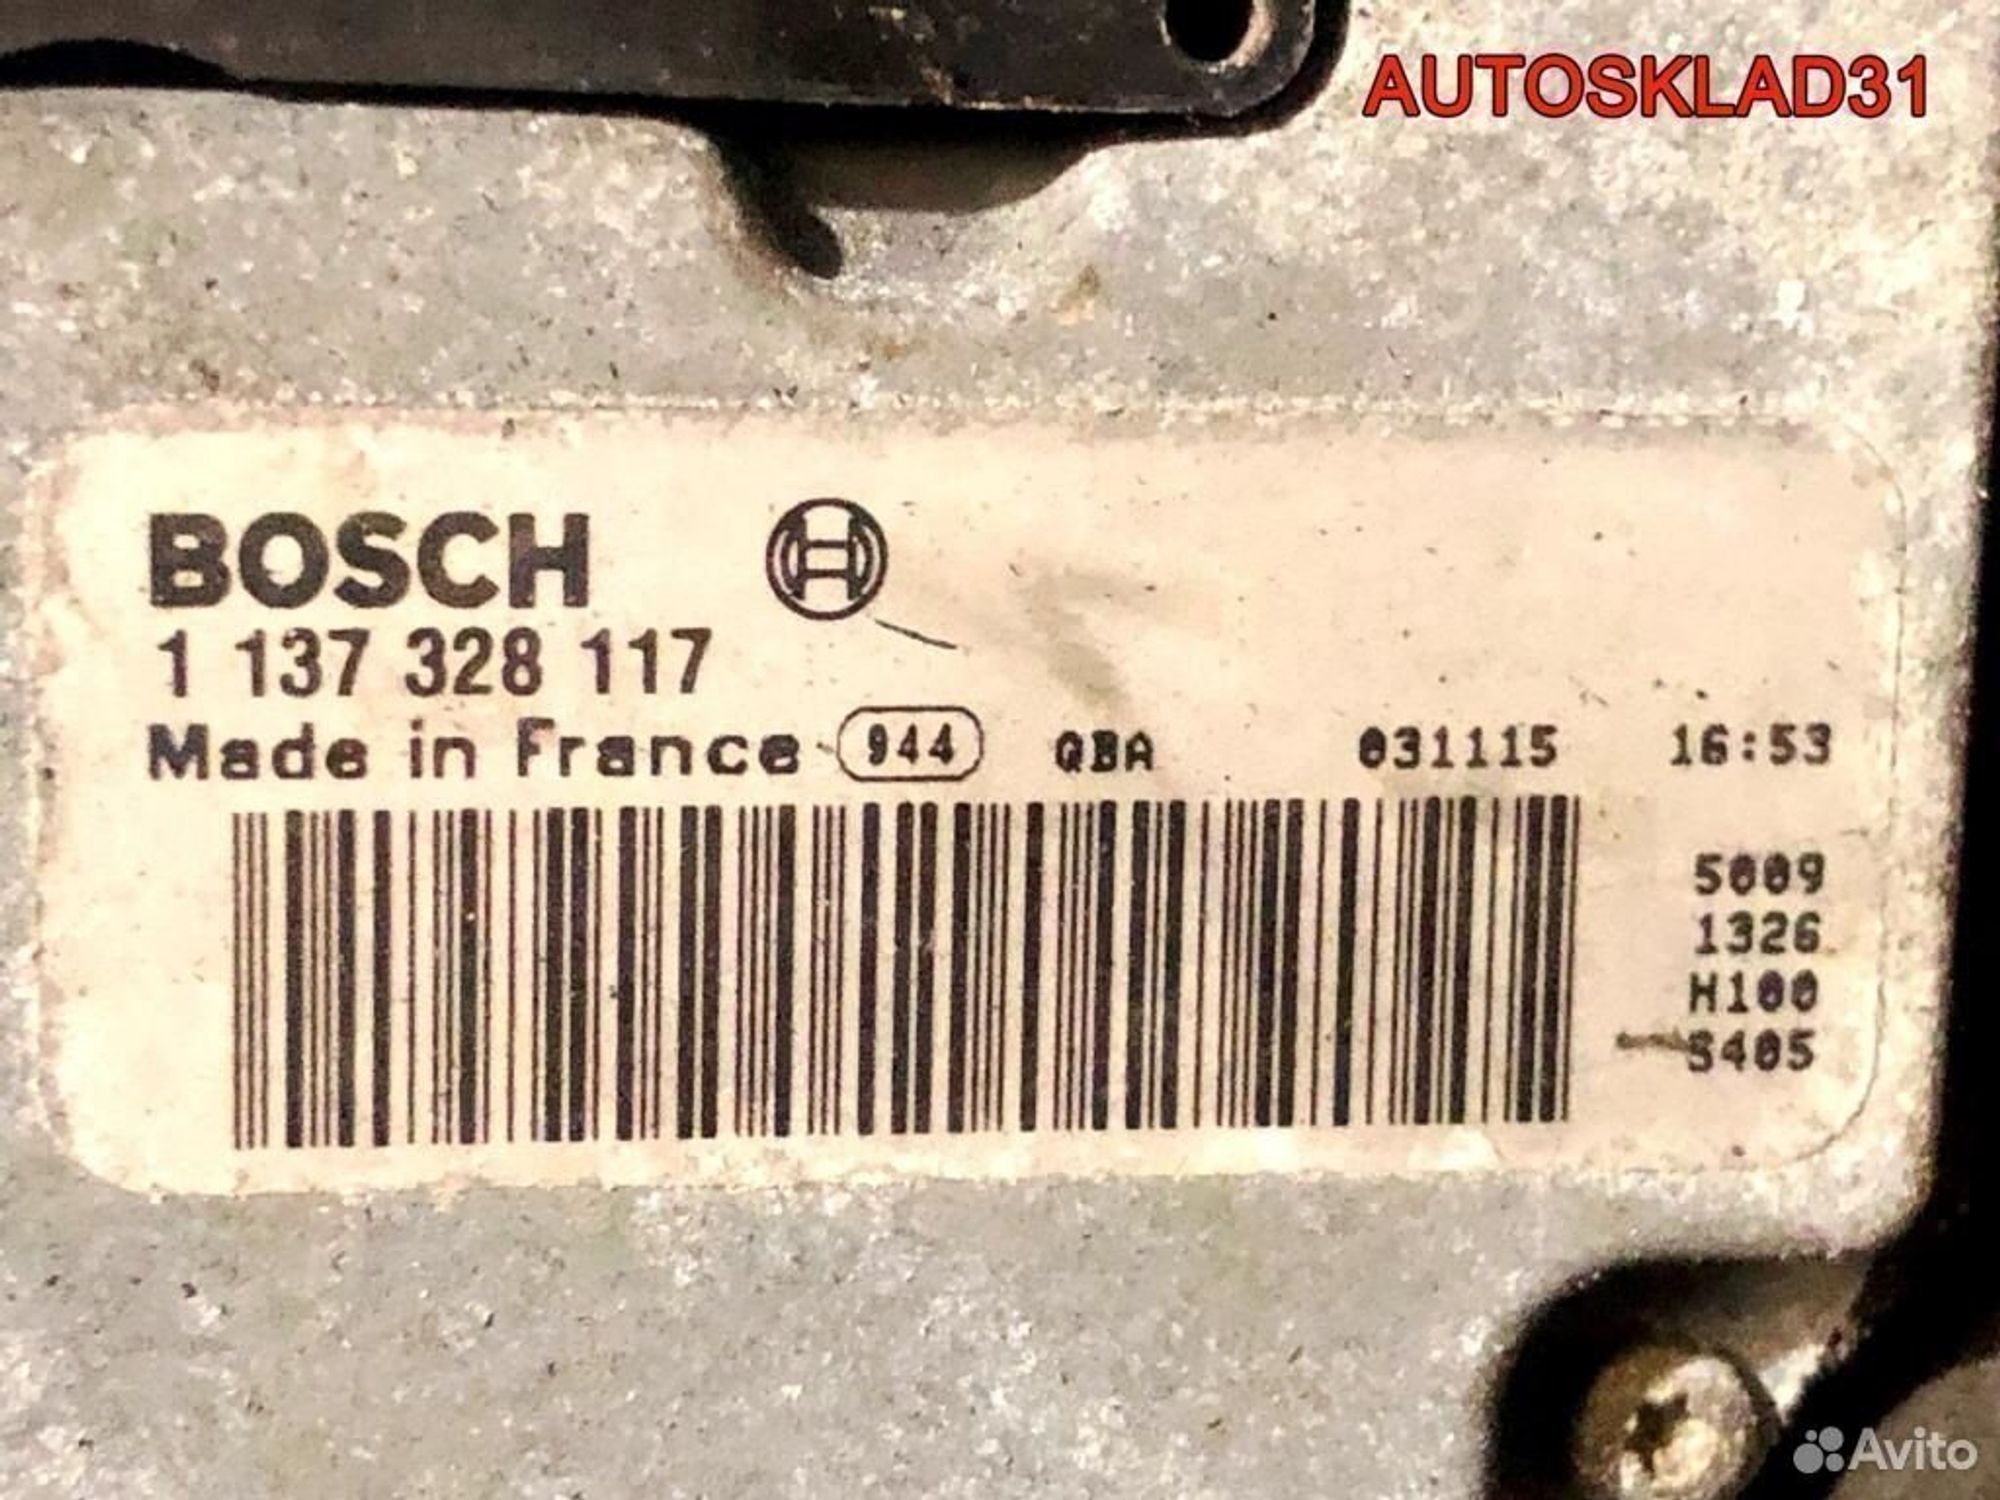 AUTOSKLAD31
BOSCH
1 137 328 117
Made in France 944 QBA 031115 16:53
5009
1326
H100
S405
Avito